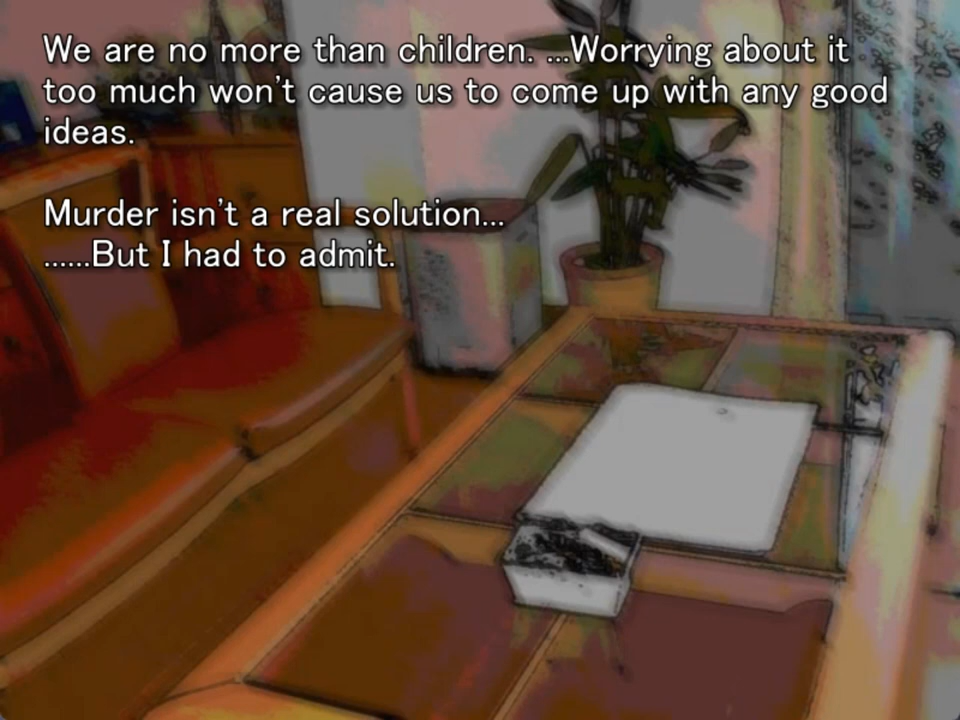 We are no more than children. ...Worrying about it
too much won't cause us to come up with any good
ideas.
Murder isn't a real solution...
......But I had to admit.